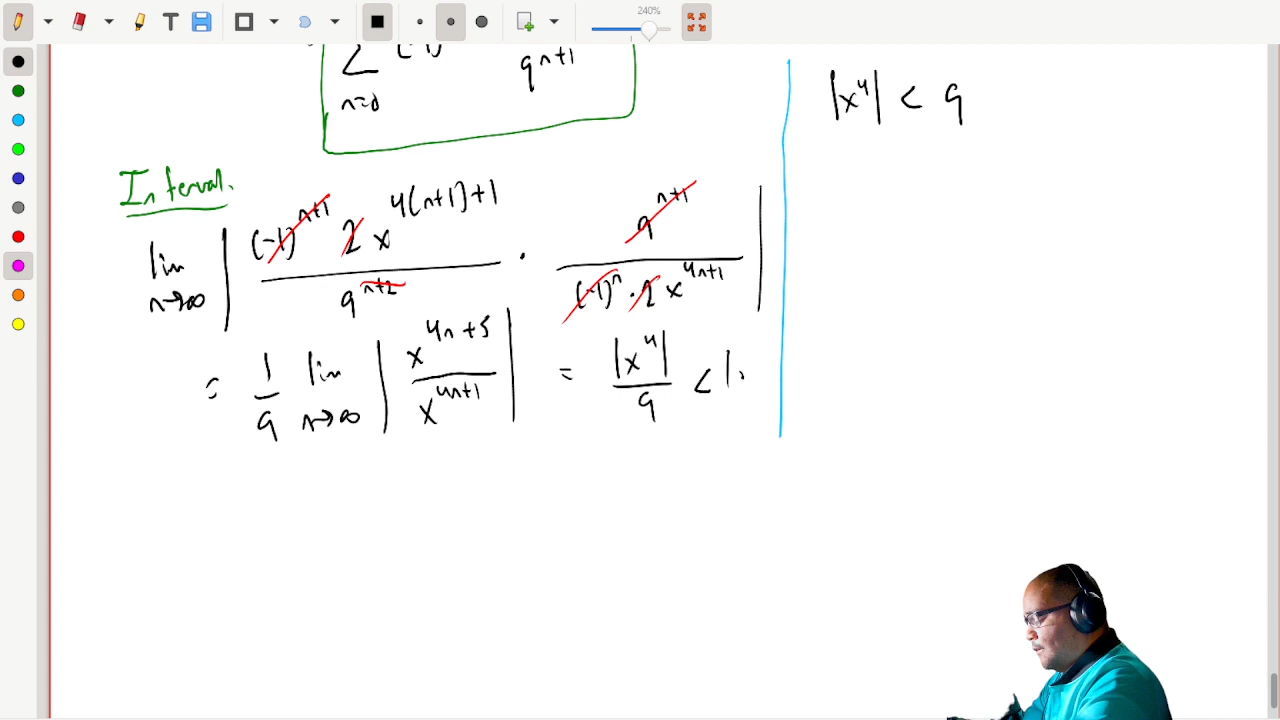 240%
∑ (-1)
9^{n+1}
n=0
Interval.
lim n→∞ | (-1)^{n+1} 2 x^{4(n+1)+1} / 9^{n+2} · 9^{n+1} / (-1)^n · 2 x^{4n+1} |
= 1/9 lim n→∞ | x^{4n+5} / x^{4n+1} | = |x^4| / 9 < 1.
|x^4| < 9